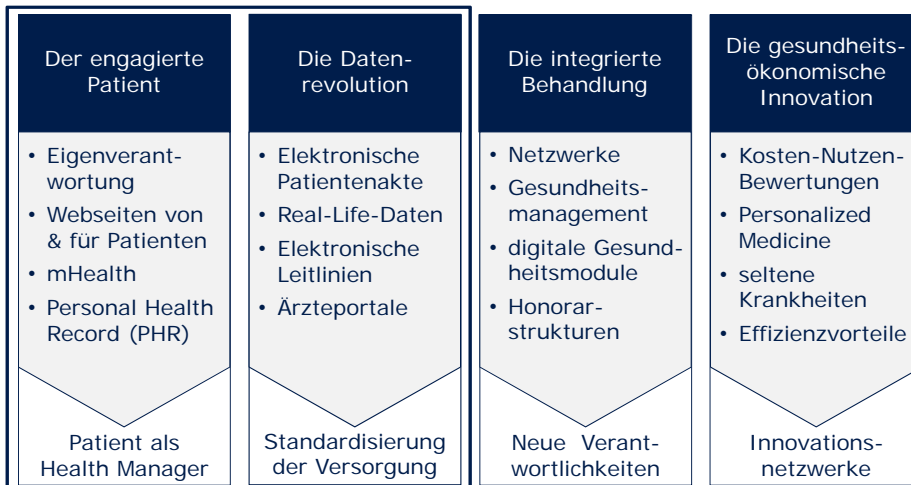 Der engagierte
Patient
• Eigenverant-
wortung
• Webseiten von
& für Patienten
• mHealth
• Personal Health
Record (PHR)
Patient als
Health Manager
Die Daten-
revolution
• Elektronische
Patientenakte
• Real-Life-Daten
• Elektronische
Leitlinien
• Ärzteportale
Standardisierung
der Versorgung
Die integrierte
Behandlung
• Netzwerke
• Gesundheits-
management
• digitale Gesund-
heitsmodule
• Honorar-
strukturen
Neue Verant-
wortlichkeiten
Die gesundheits-
ökonomische
Innovation
• Kosten-Nutzen-
Bewertungen
• Personalized
Medicine
• seltene
Krankheiten
• Effizienzvorteile
Innovations-
netzwerke